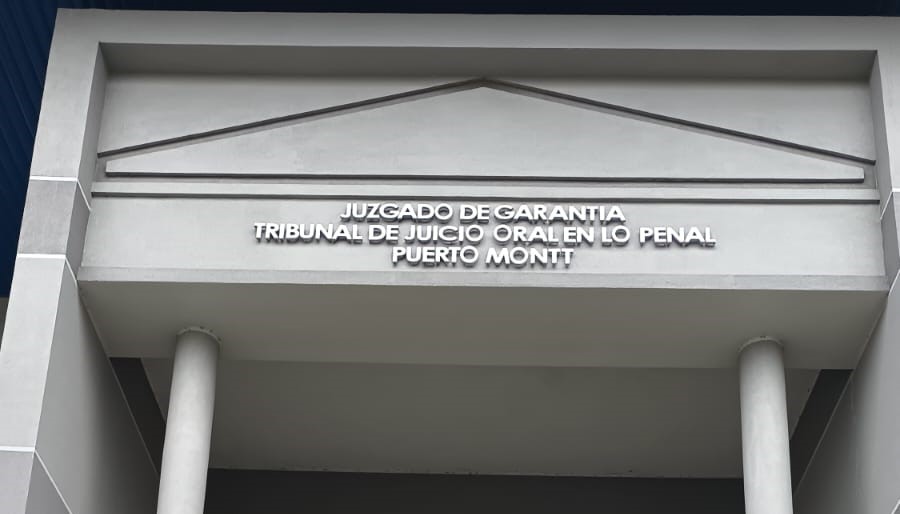 JUZGADO DE GARANTIA
TRIBUNAL DE JUICIO ORAL EN LO PENAL
PUERTO MONTT